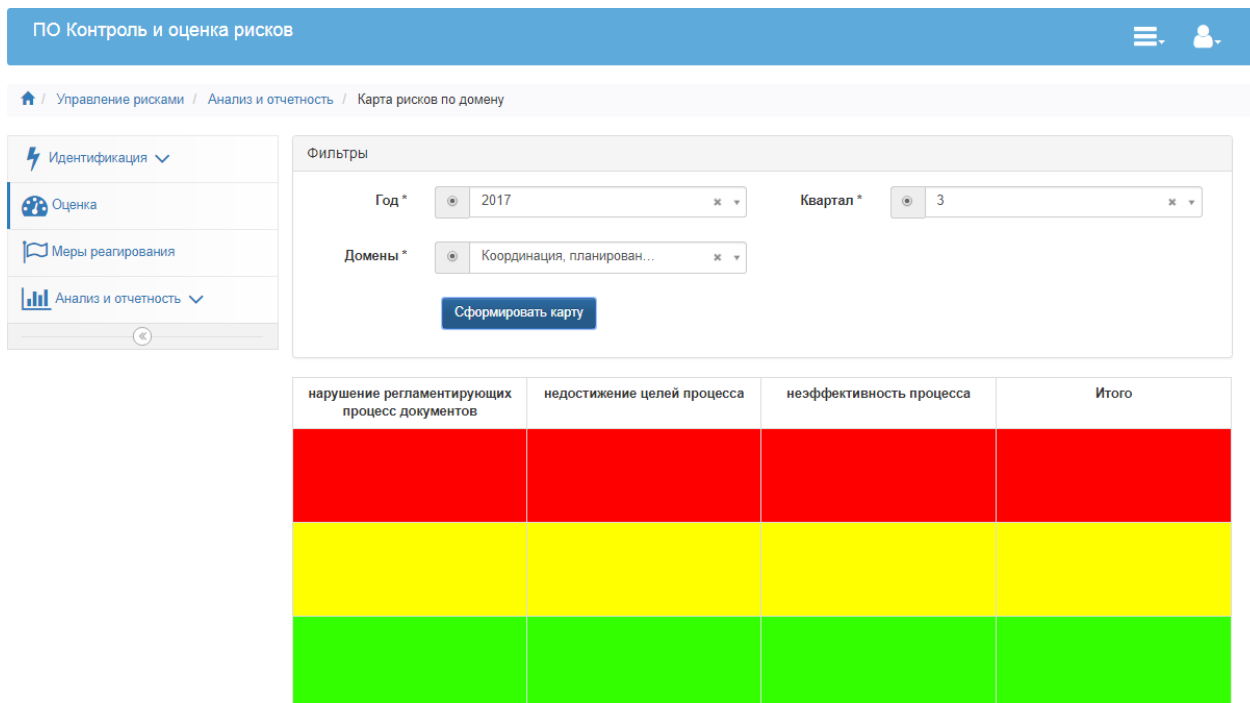 ПО Контроль и оценка рисков
/ Управление рисками / Анализ и отчетность / Карта рисков по домену
Идентификация
Оценка
Меры реагирования
Анализ и отчетность
Фильтры
Год * 2017
Квартал * 3
Домены * Координация, планирован...
Сформировать карту
нарушение регламентирующих
процесс документов
недостижение целей процесса
неэффективность процесса
Итого